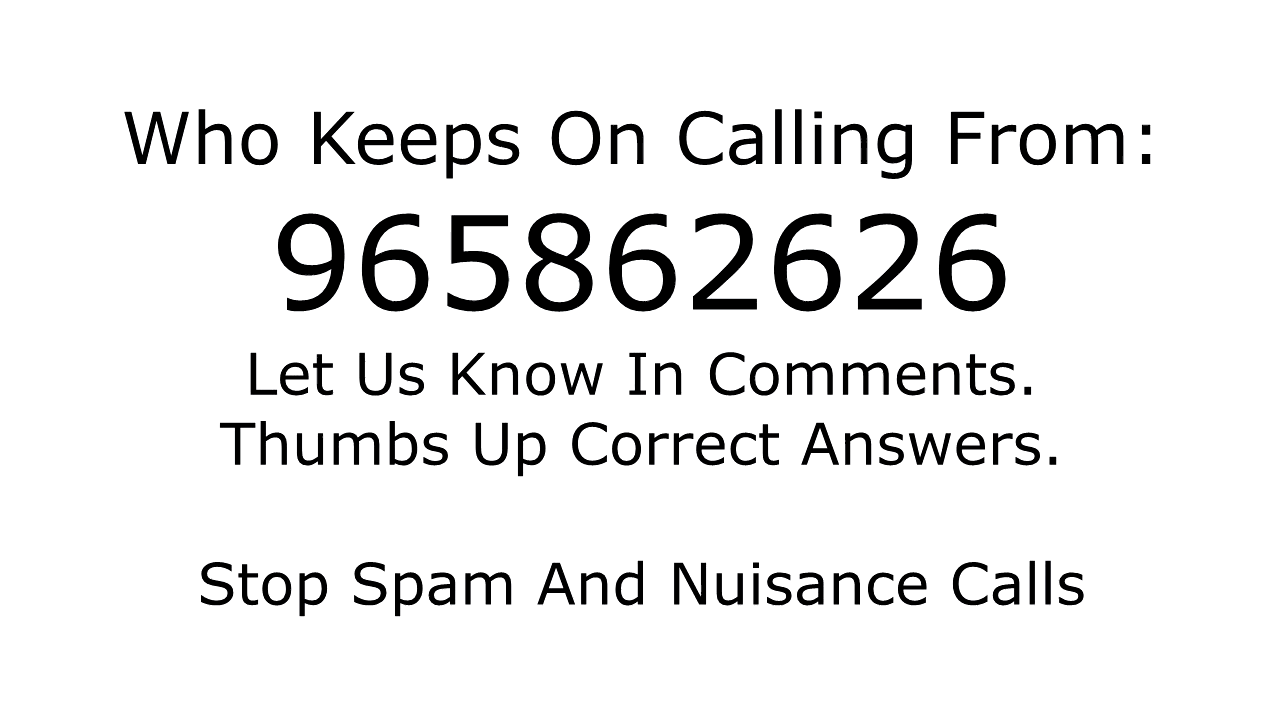 Who Keeps On Calling From:
965862626
Let Us Know In Comments.
Thumbs Up Correct Answers.
Stop Spam And Nuisance Calls